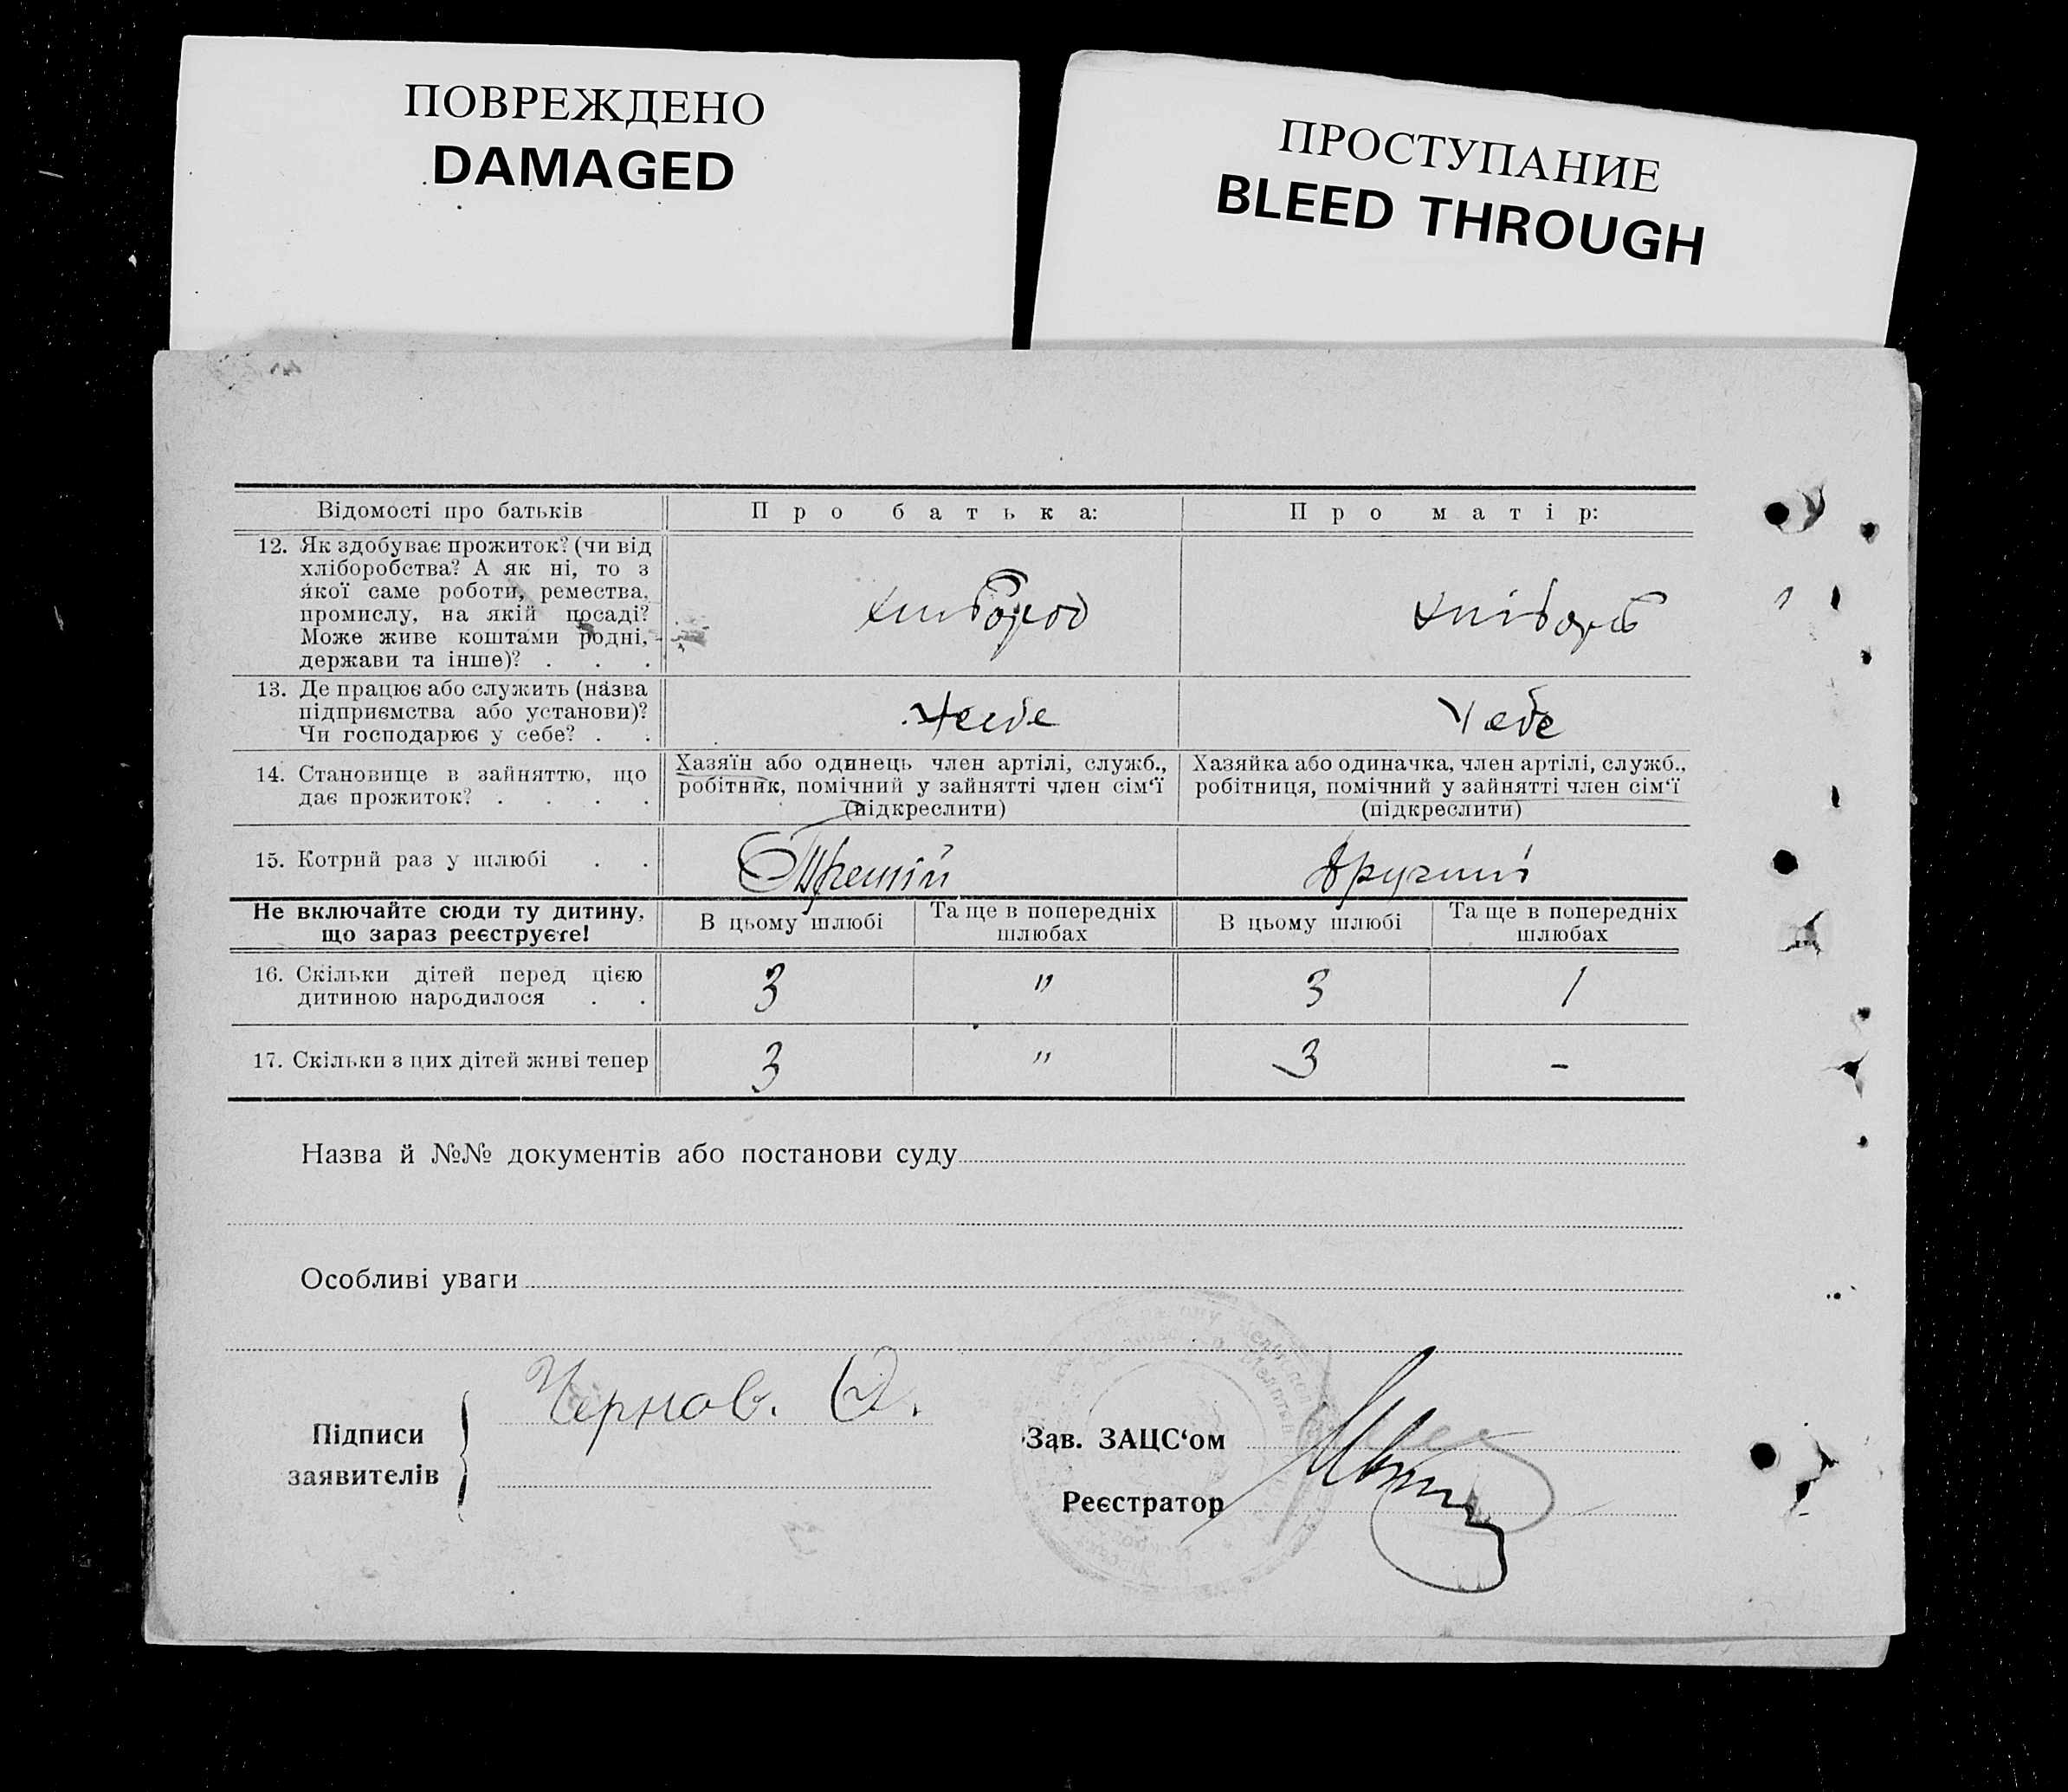 ПОВРЕЖДЕНО
DAMAGED
ПРОСТУПАНИЕ
BLEED THROUGH
Відомості про батьків
Про батька:
Про матір:
12. Як здобуває прожиток? (чи від
хліборобства? А як ні, то з
якої саме роботи, ремества,
промислу, на якій посаді?
Може живе коштами родні,
держави та інше)? . . .
13. Де працює або служить (назва
підприємства або установи)?
Чи господарює у себе? . .
14. Становище в зайняттю, що
дає прожиток? . . . .
Хазяїн або одинець член артілі, служб.,
робітник, помічний у зайнятті член сім‘ї
(підкреслити)
Хазяйка або одиначка, член артілі, служб.,
робітниця, помічний у зайнятті член сім‘ї
(підкреслити)
15. Котрий раз у шлюбі . .
Третій
Другий
Не включайте сюди ту дитину,
що зараз реєструєте!
В цьому шлюбі
Та ще в попередніх
шлюбах
В цьому шлюбі
Та ще в попередніх
шлюбах
16. Скільки дітей перед цією
дитиною народилося . .
3 " 3 1
17. Скільки з цих дітей живі тепер
3 " 3 -
Назва й №№ документів або постанови суду
Особливі уваги
Підписи
заявителів
Чернов. О.
Зав. ЗАЦС‘ом
Реєстратор